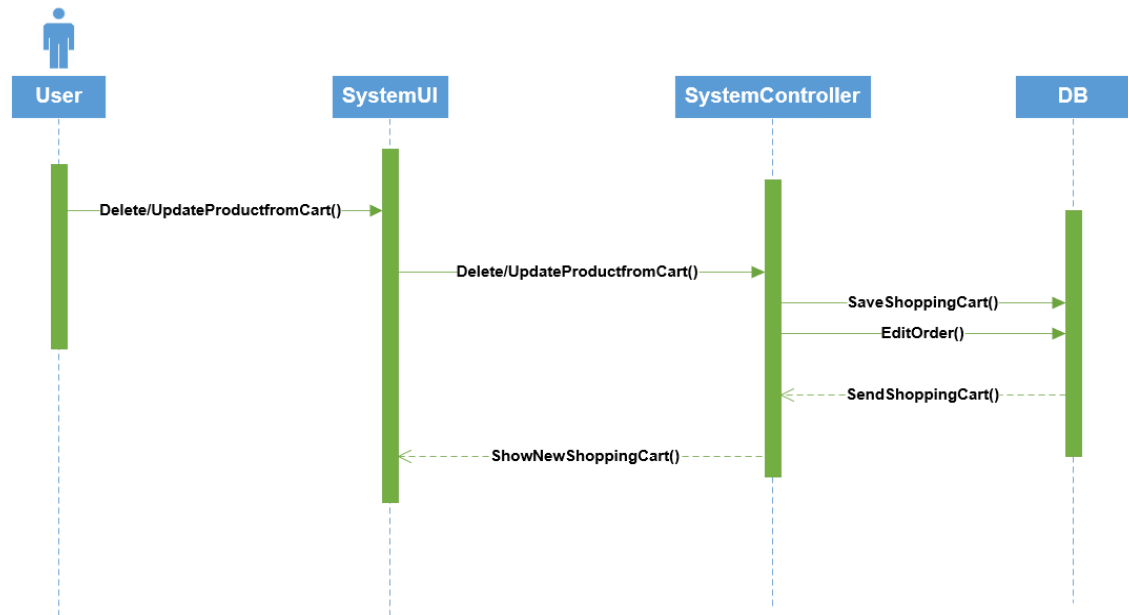 User
SystemUI
SystemController
DB
Delete/UpdateProductfromCart()
Delete/UpdateProductfromCart()
SaveShoppingCart()
EditOrder()
SendShoppingCart()
ShowNewShoppingCart()